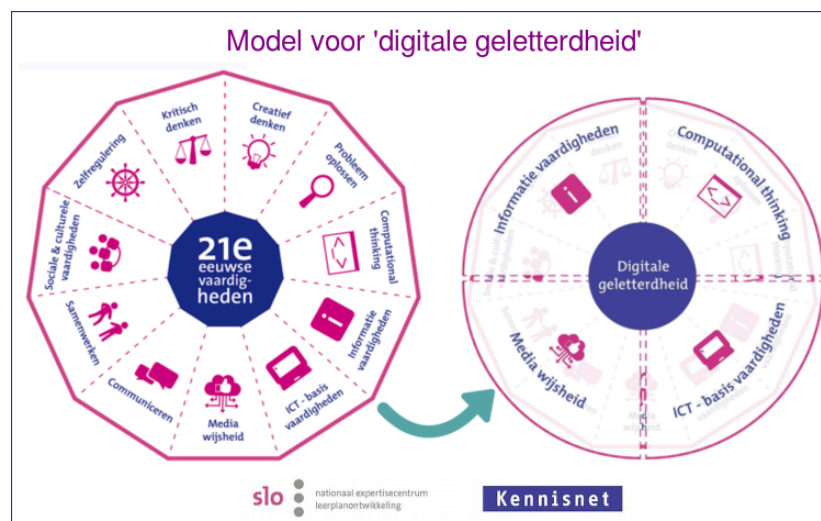 Model voor 'digitale geletterdheid'
Kritisch
denken
Creatief
denken
Probleem
oplossen
Computational
thinking
Informatie
vaardigheden
ICT - basis
vaardigheden
Media
wijsheid
Communiceren
Samenwerken
Sociale & culturele
vaardigheden
Zelfregulering
21e
eeuwse
vaardig-
heden
Informatie vaardigheden
Computational thinking
ICT - basis vaardigheden
Media wijsheid
Digitale
geletterdheid
slo
nationaal expertisecentrum
leerplanontwikkeling
Kennisnet